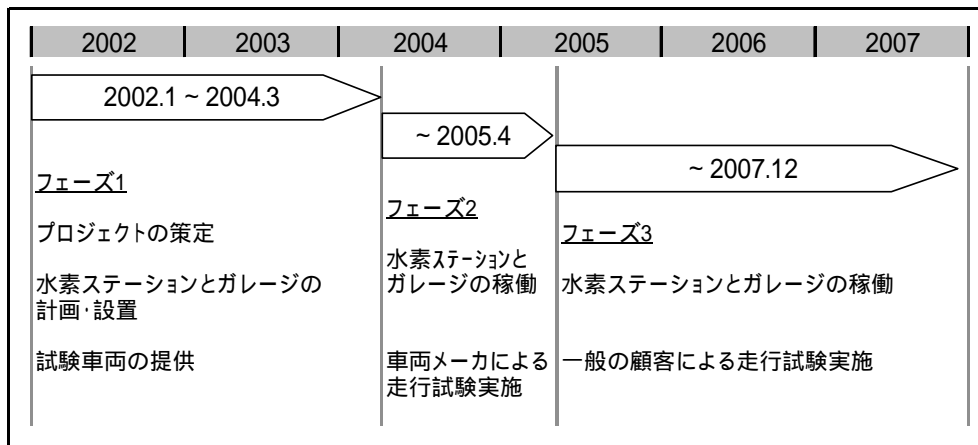 2002 2003 2004 2005 2006 2007
2002.1 ~ 2004.3
~ 2005.4
~ 2007.12
フェーズ1
プロジェクトの策定
水素ステーションとガレージの
計画・設置
試験車両の提供
フェーズ2
水素ｽﾃｰｼｮﾝと
ガレージの稼働
車両メーカによる
走行試験実施
フェーズ3
水素ステーションとガレージの稼働
一般の顧客による走行試験実施